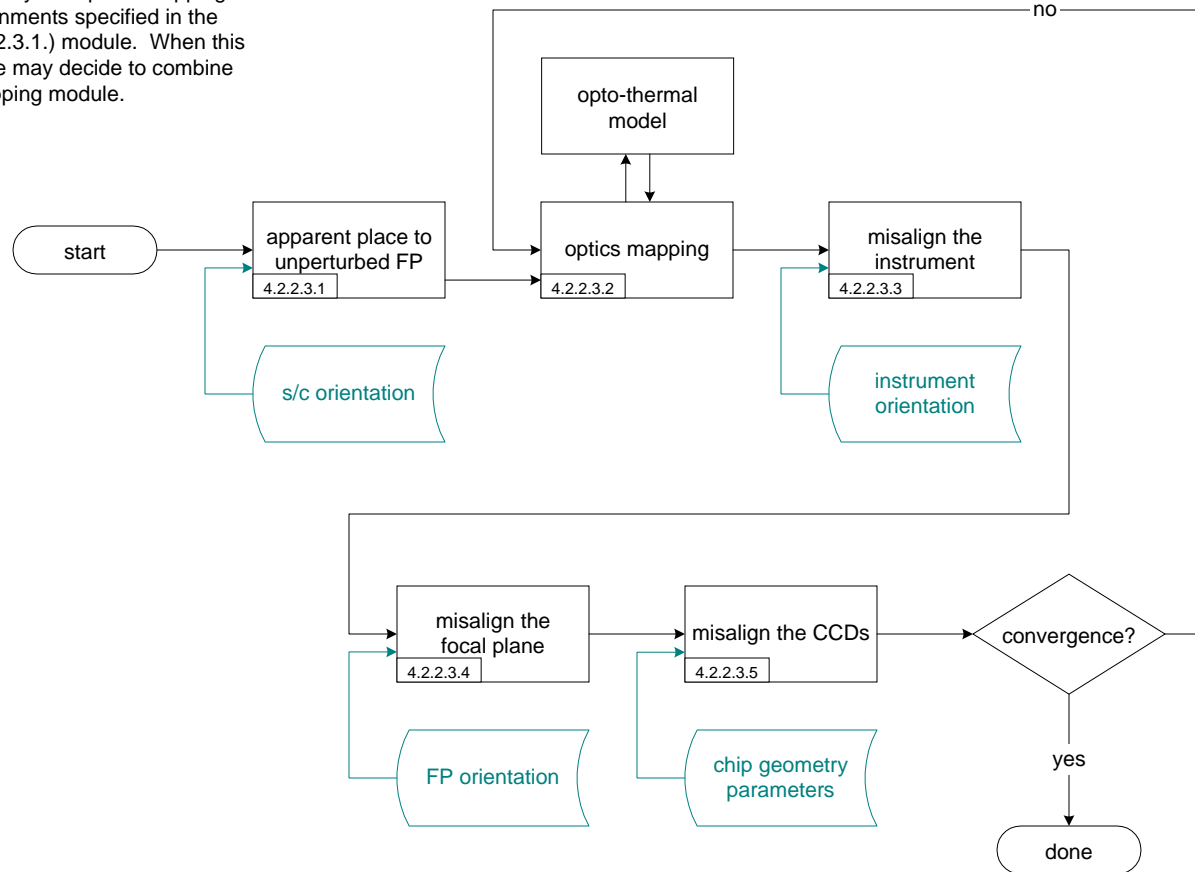 nments specified in the
2.3.1.) module. When this
e may decide to combine
pping module.
no
opto-thermal
model
start
apparent place to
unperturbed FP
4.2.2.3.1
optics mapping
4.2.2.3.2
misalign the
instrument
4.2.2.3.3
s/c orientation
instrument
orientation
misalign the
focal plane
4.2.2.3.4
misalign the CCDs
4.2.2.3.5
convergence?
FP orientation
chip geometry
parameters
yes
done